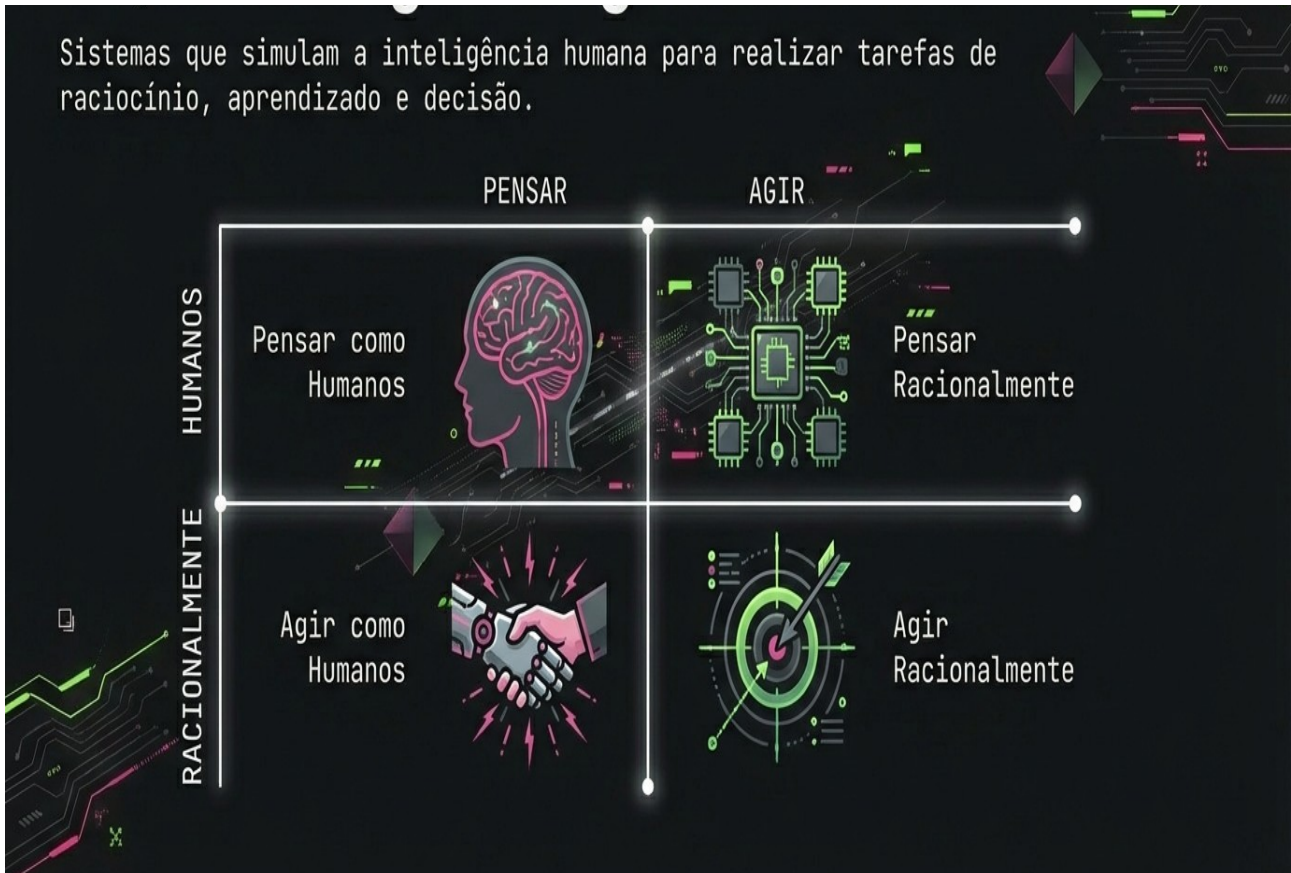 Sistemas que simulam a inteligência humana para realizar tarefas de
raciocínio, aprendizado e decisão.
PENSAR
AGIR
HUMANOS
Pensar como
Humanos
Pensar
Racionalmente
RACIONALMENTE
Agir como
Humanos
Agir
Racionalmente